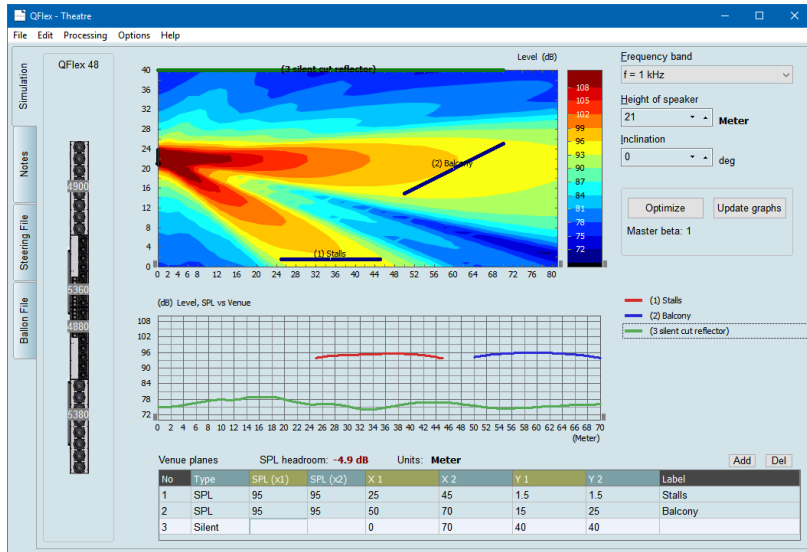 QFlex - Theatre
File Edit Processing Options Help
Simulation
Notes
Steering File
Ballon File
QFlex 48
4900
5360
4880
5380
Level (dB)
(3 silent cut reflector)
(2) Balcony
(1) Stalls
40
36
32
28
24
20
16
12
8
4
0
0 2 4 6 8 12 16 20 24 28 32 36 40 44 48 52 56 60 64 68 72 76 80
108
105
102
99
96
93
90
87
84
81
78
75
72
Frequency band
f = 1 kHz
Height of speaker
21 Meter
Inclination
0 deg
Optimize Update graphs
Master beta: 1
(dB) Level, SPL vs Venue
108
102
96
90
84
78
72
0 2 4 6 8 10 12 14 16 18 20 22 24 26 28 30 32 34 36 38 40 42 44 46 48 50 52 54 56 58 60 62 64 66 68 70
(Meter)
(1) Stalls
(2) Balcony
(3 silent cut reflector)
Venue planes SPL headroom: -4.9 dB Units: Meter Add Del
No Type SPL (x1) SPL (x2) X 1 X 2 Y 1 Y 2 Label
1 SPL 95 95 25 45 1.5 1.5 Stalls
2 SPL 95 95 50 70 15 25 Balcony
3 Silent 0 70 40 40